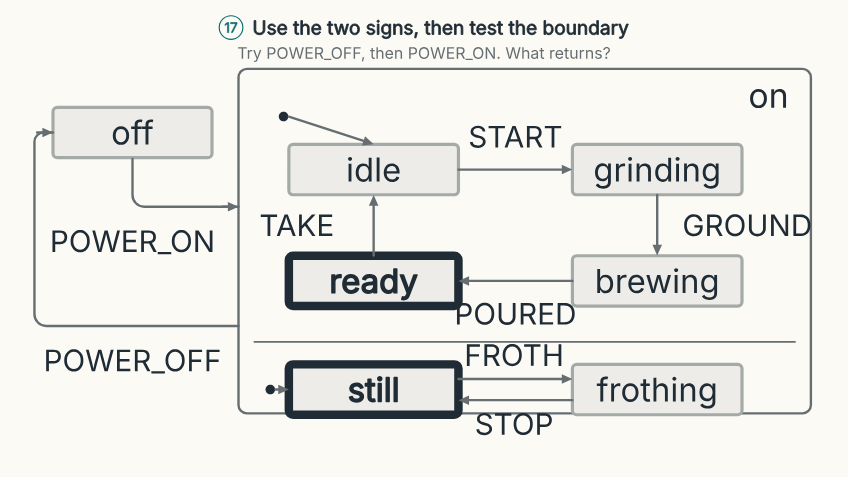 17 Use the two signs, then test the boundary
Try POWER_OFF, then POWER_ON. What returns?
on
off
START
idle
grinding
TAKE
GROUND
POWER_ON
ready
brewing
POURED
FROTH
POWER_OFF
still
frothing
STOP